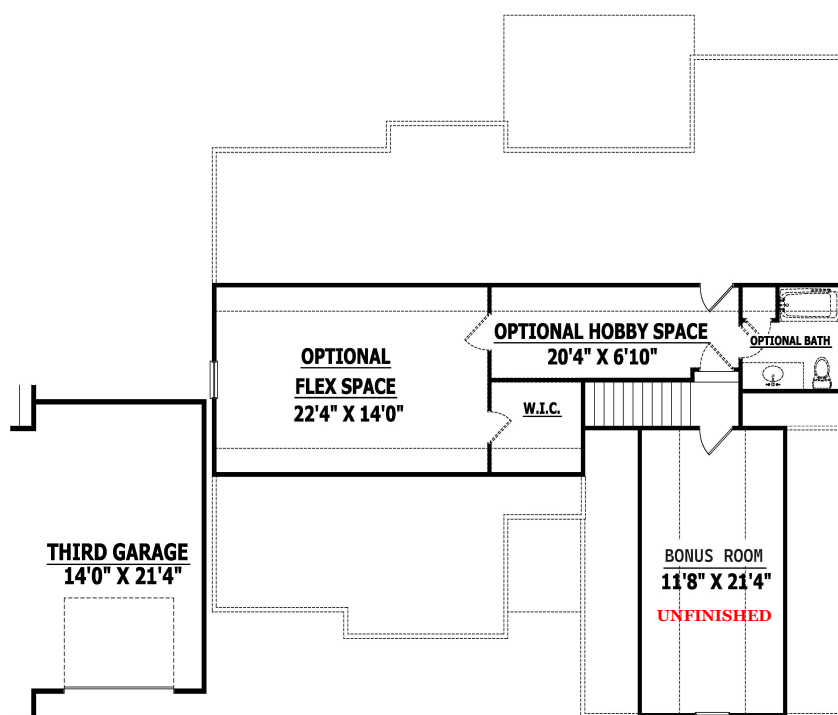 OPTIONAL HOBBY SPACE
20'4" X 6'10"
OPTIONAL BATH
OPTIONAL
FLEX SPACE
22'4" X 14'0"
W.I.C.
THIRD GARAGE
14'0" X 21'4"
BONUS ROOM
11'8" X 21'4"
UNFINISHED